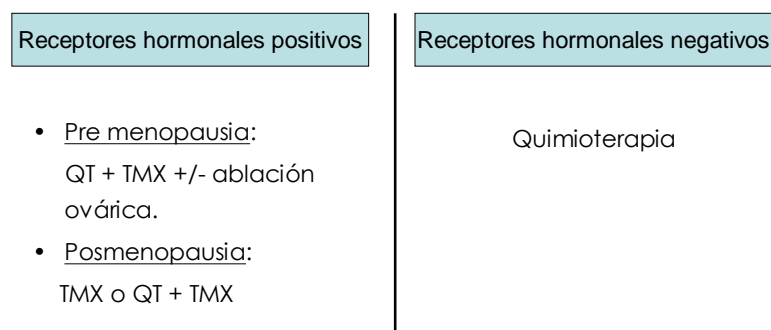 Receptores hormonales positivos
• Pre menopausia:
QT + TMX +/- ablación
ovárica.
• Posmenopausia:
TMX o QT + TMX
Receptores hormonales negativos
Quimioterapia